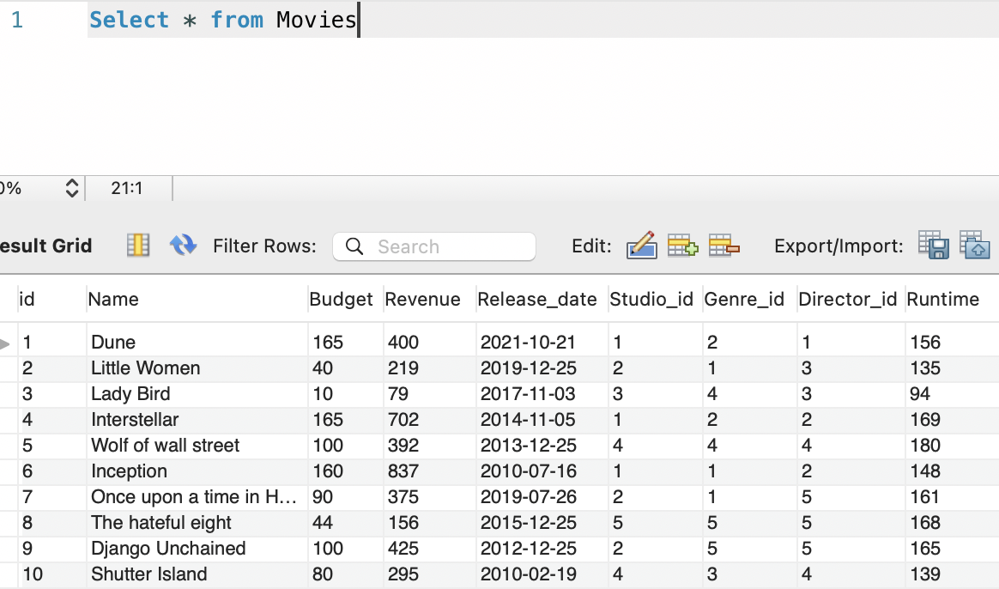 1 Select * from Movies
0% 21:1
esult Grid Filter Rows: Search Edit: Export/Import:
id Name Budget Revenue Release_date Studio_id Genre_id Director_id Runtime
1 Dune 165 400 2021-10-21 1 2 1 156
2 Little Women 40 219 2019-12-25 2 1 3 135
3 Lady Bird 10 79 2017-11-03 3 4 3 94
4 Interstellar 165 702 2014-11-05 1 2 2 169
5 Wolf of wall street 100 392 2013-12-25 4 4 4 180
6 Inception 160 837 2010-07-16 1 1 2 148
7 Once upon a time in H... 90 375 2019-07-26 2 1 5 161
8 The hateful eight 44 156 2015-12-25 5 5 5 168
9 Django Unchained 100 425 2012-12-25 2 5 5 165
10 Shutter Island 80 295 2010-02-19 4 3 4 139